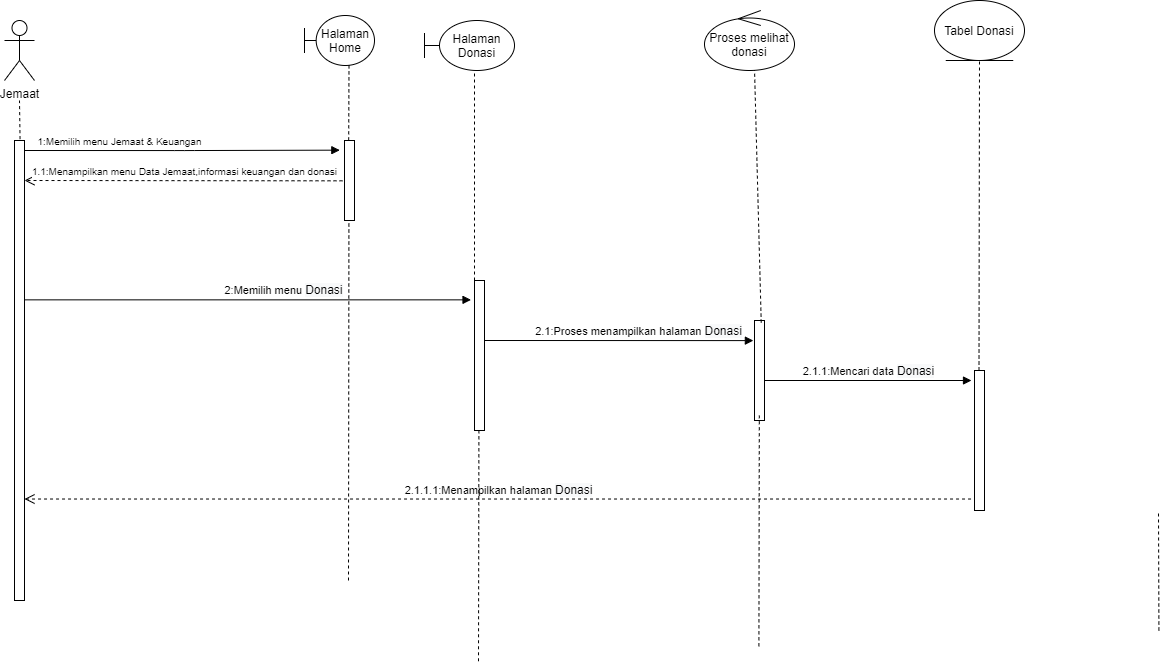 Halaman
Home
Halaman
Donasi
Proses melihat
donasi
Tabel Donasi
Jemaat
1:Memilih menu Jemaat & Keuangan
1.1:Menampilkan menu Data Jemaat,informasi keuangan dan donasi
2:Memilih menu Donasi
2.1:Proses menampilkan halaman Donasi
2.1.1:Mencari data Donasi
2.1.1.1:Menampilkan halaman Donasi